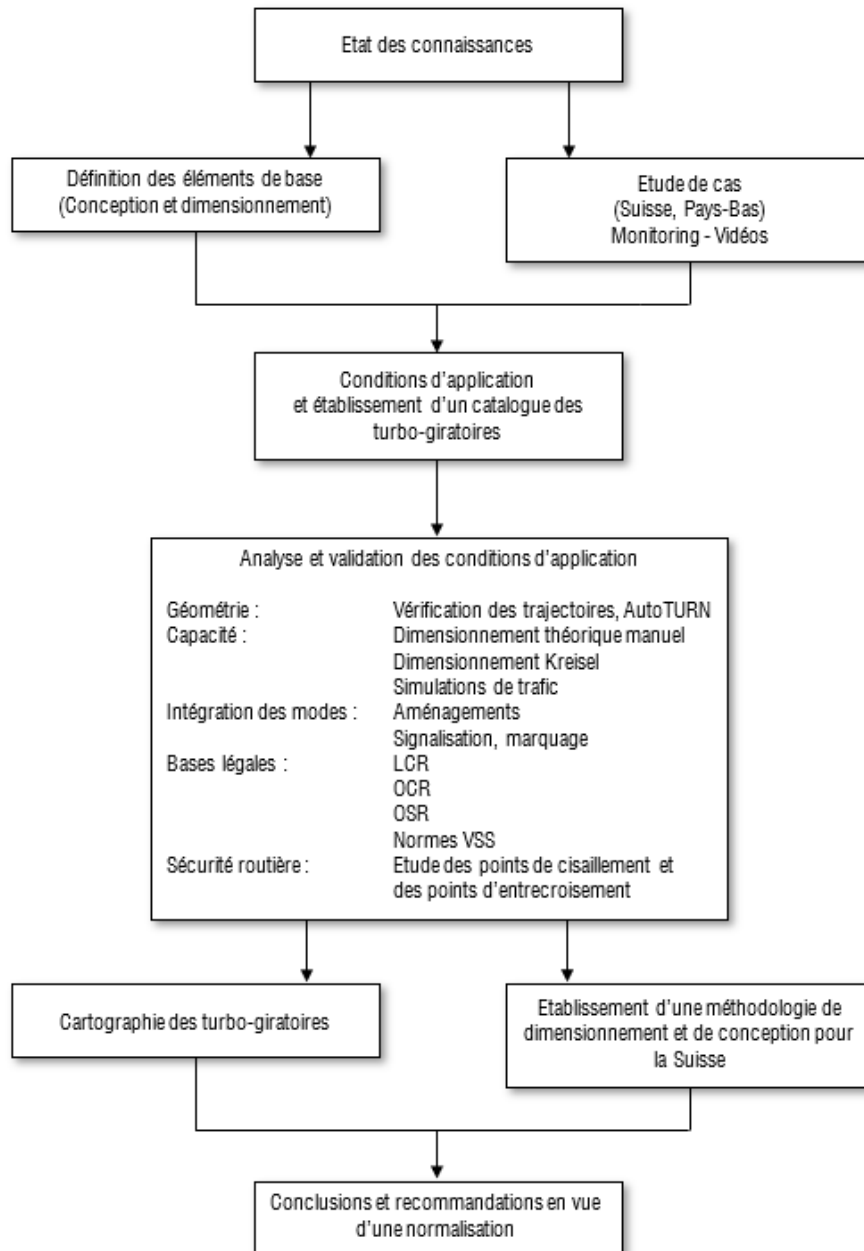 Etat des connaissances
Définition des éléments de base
(Conception et dimensionnement)
Etude de cas
(Suisse, Pays-Bas)
Monitoring - Vidéos
Conditions d'application
et établissement d'un catalogue des
turbo-giratoires
Analyse et validation des conditions d'application
Géométrie : Vérification des trajectoires, AutoTURN
Capacité : Dimensionnement théorique manuel
Dimensionnement Kreisel
Simulations de trafic
Intégration des modes : Aménagements
Signalisation, marquage
Bases légales : LCR
OCR
OSR
Normes VSS
Sécurité routière : Etude des points de cisaillement et
des points d'entrecroisement
Cartographie des turbo-giratoires
Etablissement d'une méthodologie de
dimensionnement et de conception pour
la Suisse
Conclusions et recommandations en vue
d'une normalisation